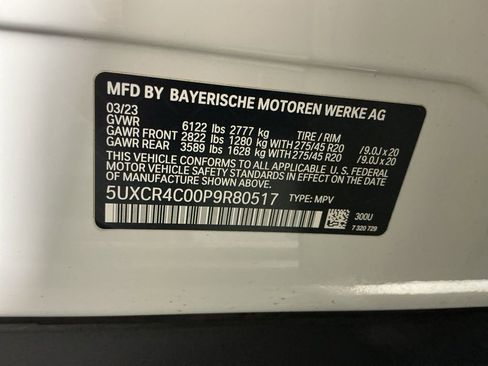 MFD BY BAYERISCHE MOTOREN WERKE AG
03/23
GVWR 6122 lbs 2777 kg TIRE / RIM
GAWR FRONT 2822 lbs 1280 kg WITH 275/45 R20 /9.0J x 20
GAWR REAR 3589 lbs 1628 kg WITH 275/45 R20 /9.0J x 20
THIS VEHICLE CONFORMS TO ALL APPLICABLE U.S. FEDERAL
MOTOR VEHICLE SAFETY STANDARDS IN EFFECT ON THE DATE
OF MANUFACTURE SHOWN ABOVE.
5UXCR4C00P9R80517 TYPE: MPV
300U
7 320 729